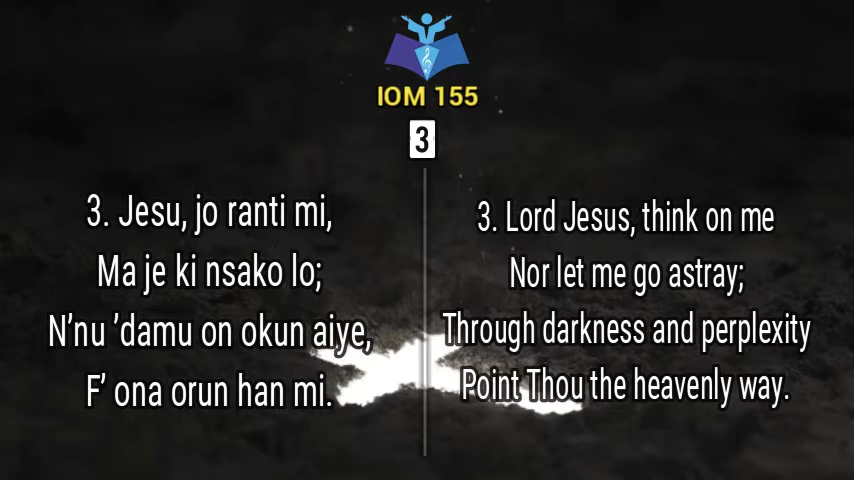 IOM 155
3
3. Jesu, jo ranti mi,
Ma je ki nsako lo;
N’nu ’damu on okun aiye,
F’ ona orun han mi.
3. Lord Jesus, think on me
Nor let me go astray;
Through darkness and perplexity
Point Thou the heavenly way.